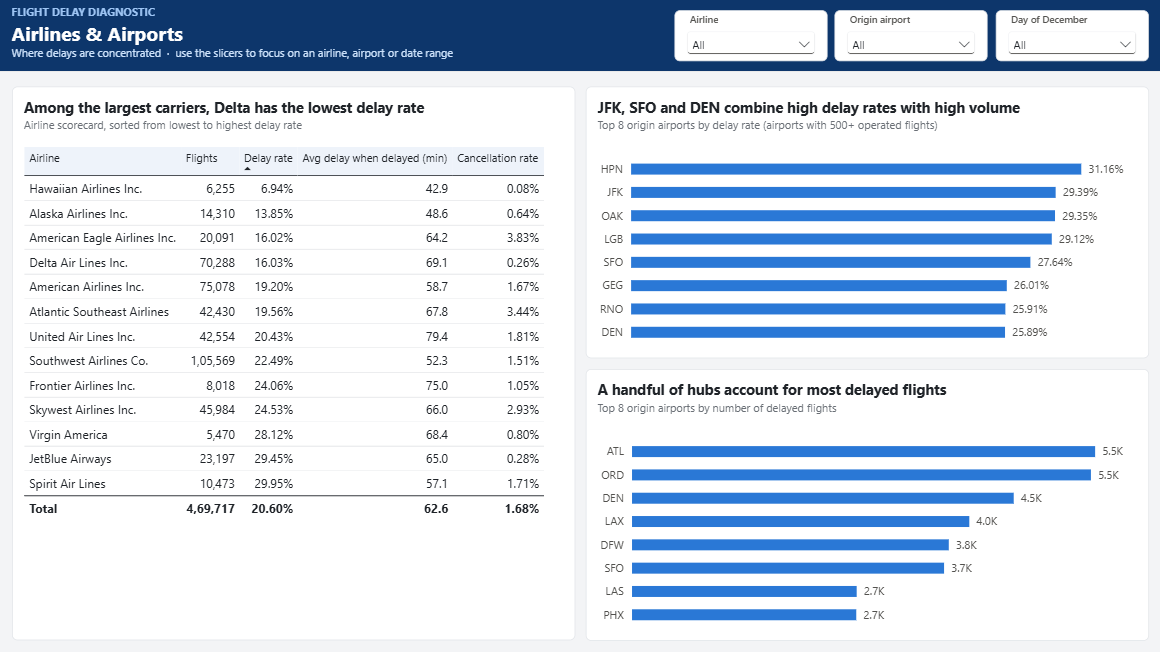 FLIGHT DELAY DIAGNOSTIC
Airlines & Airports
Where delays are concentrated · use the slicers to focus on an airline, airport or date range
Airline
All
Origin airport
All
Day of December
All
Among the largest carriers, Delta has the lowest delay rate
Airline scorecard, sorted from lowest to highest delay rate
Airline Flights Delay rate Avg delay when delayed (min) Cancellation rate
Hawaiian Airlines Inc. 6,255 6.94% 42.9 0.08%
Alaska Airlines Inc. 14,310 13.85% 48.6 0.64%
American Eagle Airlines Inc. 20,091 16.02% 64.2 3.83%
Delta Air Lines Inc. 70,288 16.03% 69.1 0.26%
American Airlines Inc. 75,078 19.20% 58.7 1.67%
Atlantic Southeast Airlines 42,430 19.56% 67.8 3.44%
United Air Lines Inc. 42,554 20.43% 79.4 1.81%
Southwest Airlines Co. 1,05,569 22.49% 52.3 1.51%
Frontier Airlines Inc. 8,018 24.06% 75.0 1.05%
Skywest Airlines Inc. 45,984 24.53% 66.0 2.93%
Virgin America 5,470 28.12% 68.4 0.80%
JetBlue Airways 23,197 29.45% 65.0 0.28%
Spirit Air Lines 10,473 29.95% 57.1 1.71%
Total 4,69,717 20.60% 62.6 1.68%
JFK, SFO and DEN combine high delay rates with high volume
Top 8 origin airports by delay rate (airports with 500+ operated flights)
HPN 31.16%
JFK 29.39%
OAK 29.35%
LGB 29.12%
SFO 27.64%
GEG 26.01%
RNO 25.91%
DEN 25.89%
A handful of hubs account for most delayed flights
Top 8 origin airports by number of delayed flights
ATL 5.5K
ORD 5.5K
DEN 4.5K
LAX 4.0K
DFW 3.8K
SFO 3.7K
LAS 2.7K
PHX 2.7K